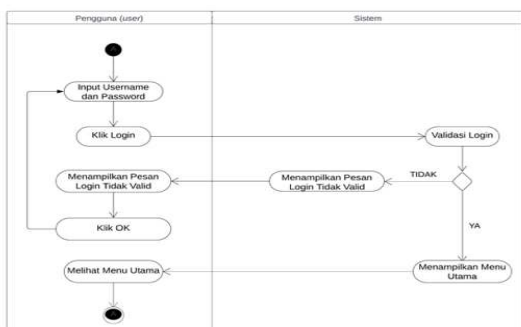 Pengguna (user)
Sistem
Input Username
dan Password
Klik Login
Validasi Login
TIDAK
Menampilkan Pesan
Login Tidak Valid
Menampilkan Pesan
Login Tidak Valid
Klik OK
YA
Menampilkan Menu
Utama
Melihat Menu Utama